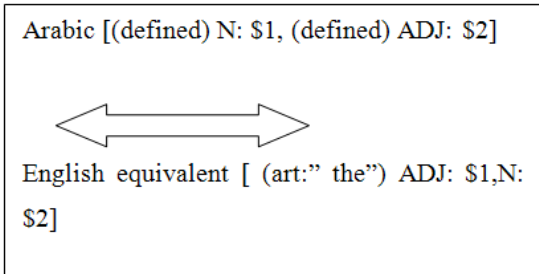 Arabic [(defined) N: $1, (defined) ADJ: $2]
English equivalent [ (art:” the”) ADJ: $1,N:
$2]